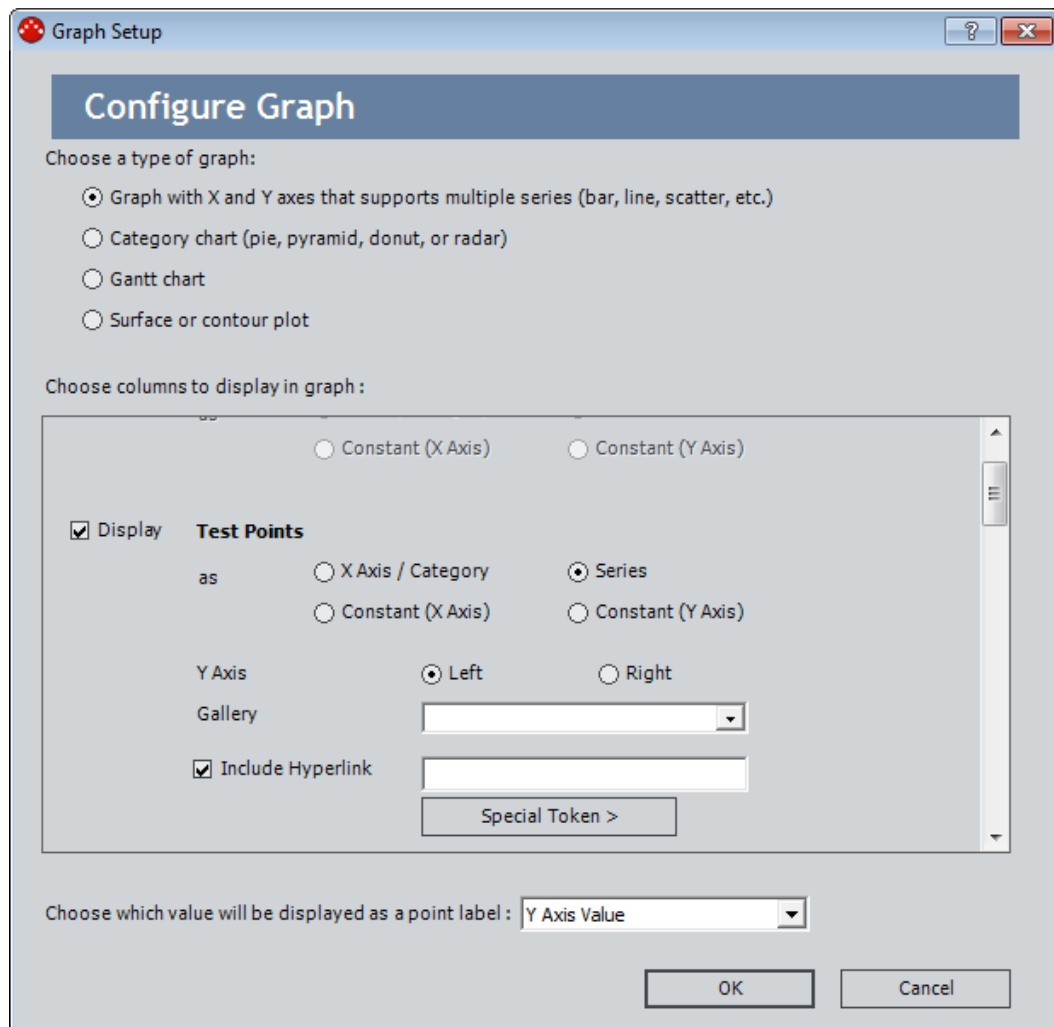 Graph Setup
Configure Graph
Choose a type of graph:
Graph with X and Y axes that supports multiple series (bar, line, scatter, etc.)
Category chart (pie, pyramid, donut, or radar)
Gantt chart
Surface or contour plot
Choose columns to display in graph :
Constant (X Axis) Constant (Y Axis)
Display Test Points
as X Axis / Category Series
Constant (X Axis) Constant (Y Axis)
Y Axis Left Right
Gallery
Include Hyperlink
Special Token >
Choose which value will be displayed as a point label : Y Axis Value
OK Cancel